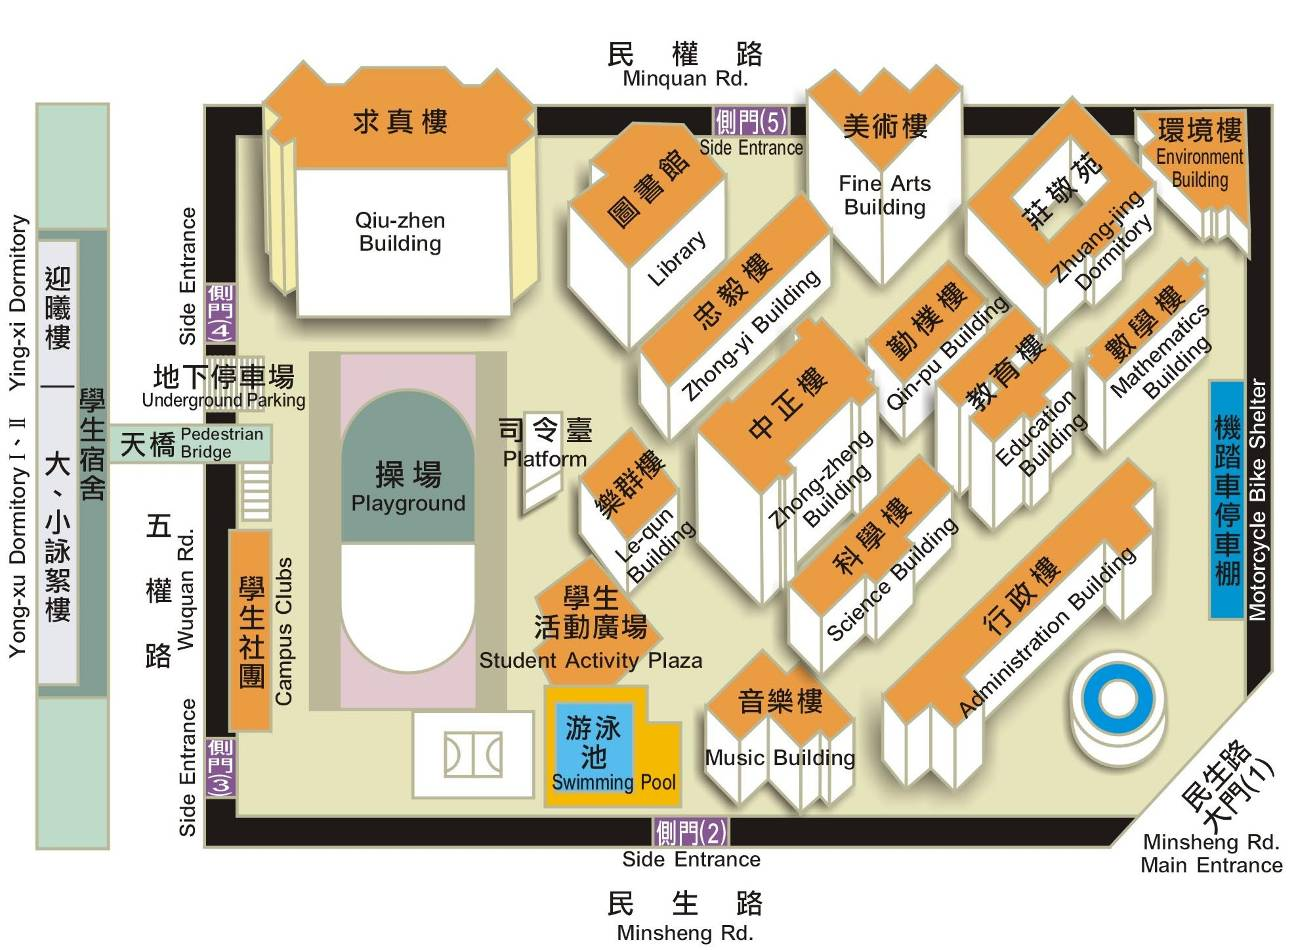 民 權 路
Minquan Rd.
求真樓
Qiu-zhen
Building
側門(5)
Side Entrance
圖書館
Library
美術樓
Fine Arts
Building
莊敬苑
Zhuang-jing
Dormitory
環境樓
Environment
Building
忠毅樓
Zhong-yi Building
勤樸樓
Qin-pu Building
教育樓
Education
Building
數學樓
Mathematics
Building
中正樓
Zhong-zheng
Building
科學樓
Science Building
行政樓
Administration Building
機踏車停車棚
Motorcycle Bike Shelter
Side Entrance
側門(4)
地下停車場
Underground Parking
天橋
Pedestrian
Bridge
Ying-xi Dormitory
迎曦樓
學生宿舍
Yong-xu Dormitory I、II
大、小詠絮樓
五 權 路
Wuquan Rd.
學生社團
Campus Clubs
操場
Playground
司令臺
Platform
樂群樓
Le-qun
Building
學生
活動廣場
Student Activity Plaza
游泳
池
Swimming Pool
音樂樓
Music Building
Side Entrance
側門(3)
側門(2)
Side Entrance
民生路
大門(1)
Minsheng Rd.
Main Entrance
民 生 路
Minsheng Rd.